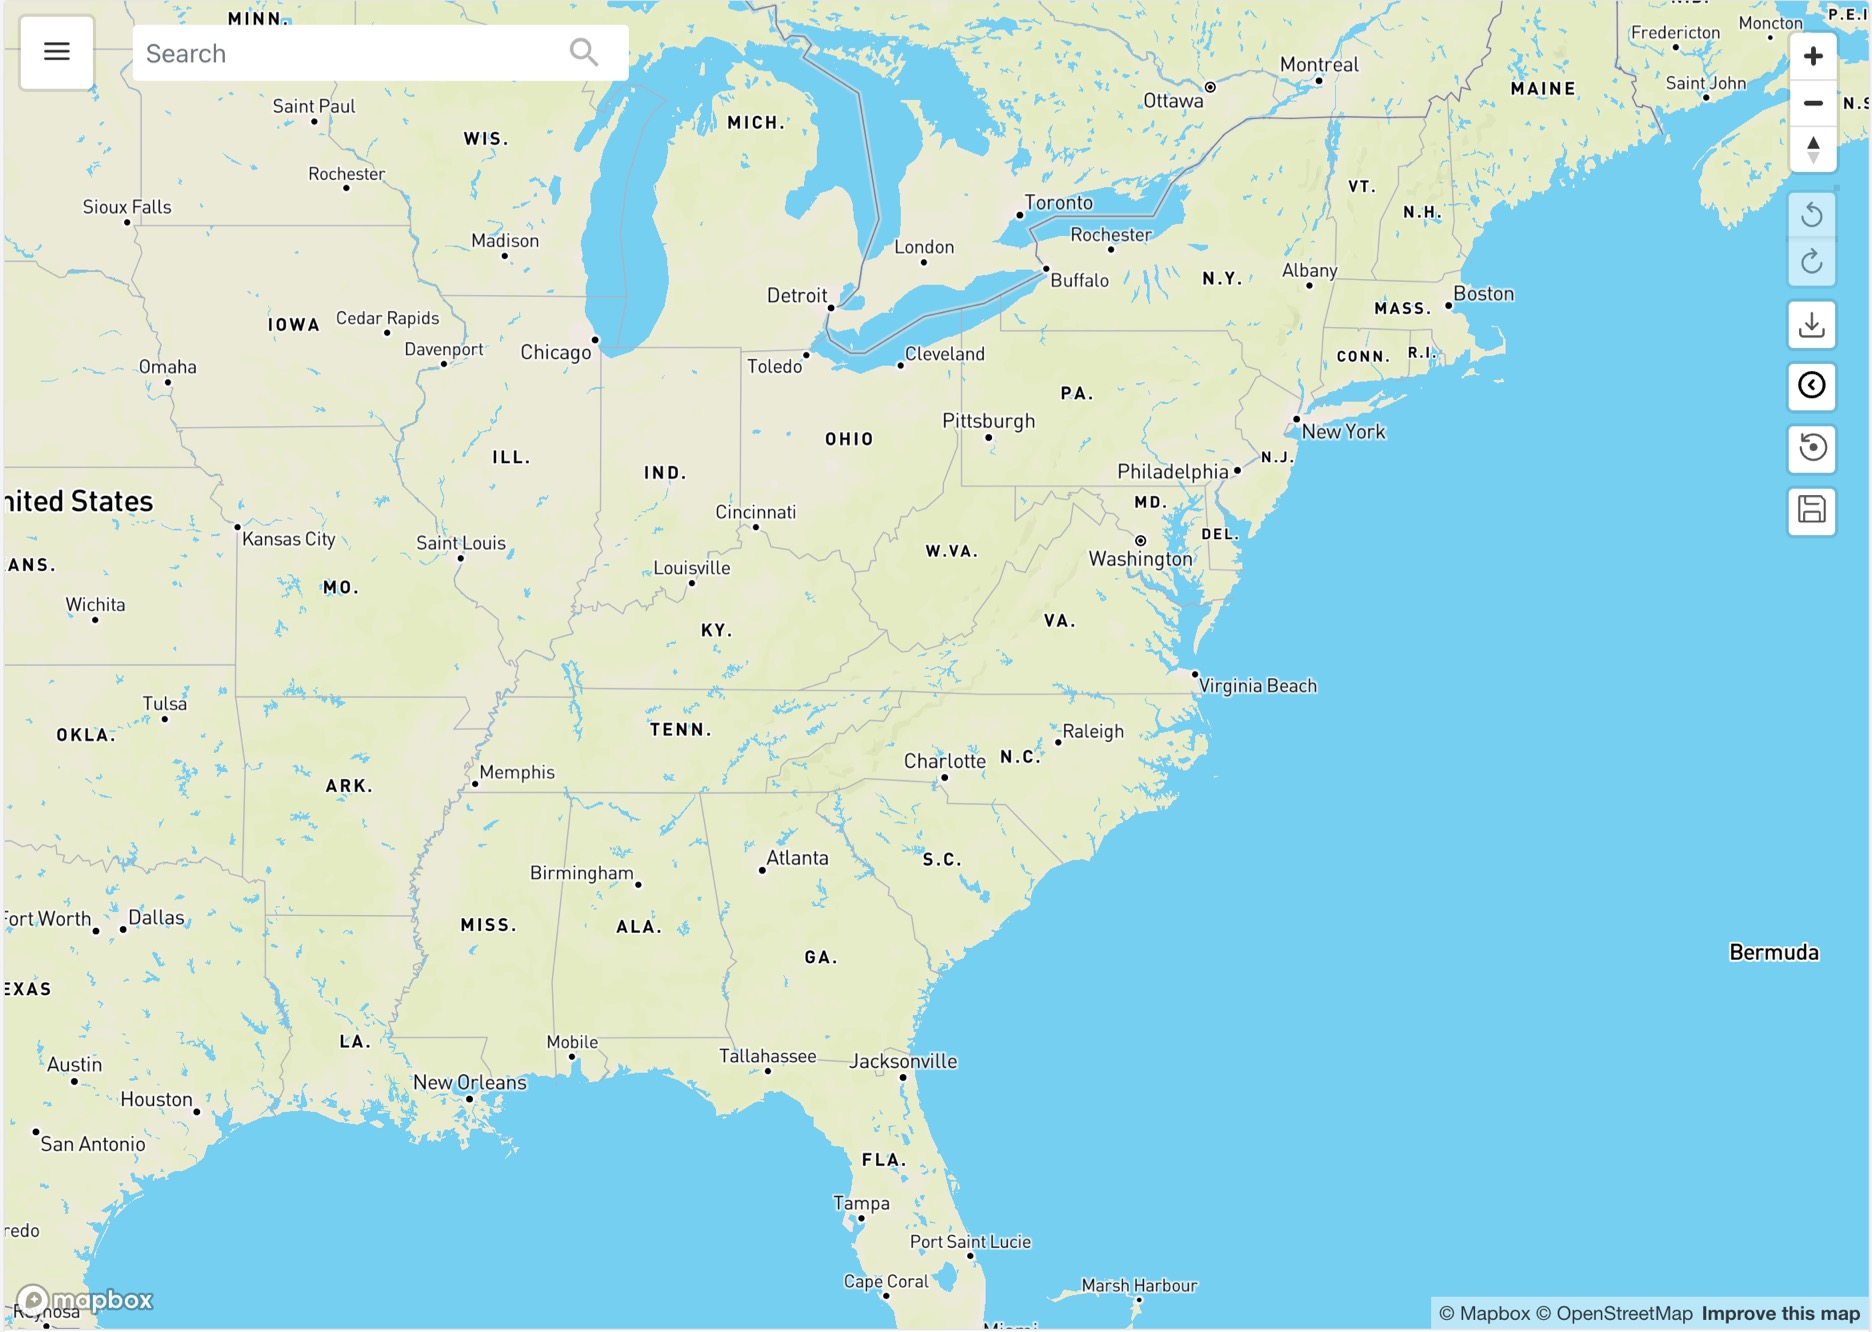 MINN.
P.E.I
Moncton
Fredericton
Search
Montreal
Saint John
MAINE
Ottawa
N.S
Saint Paul
MICH.
WIS.
Rochester
VT.
Toronto
Sioux Falls
N.H.
Rochester
Madison
London
Albany
N.Y.
Buffalo
Boston
Detroit
MASS.
Cedar Rapids
IOWA
Davenport
Chicago
Cleveland
CONN.
R.I.
Omaha
Toledo
PA.
Pittsburgh
New York
OHIO
ILL.
N.J.
IND.
Philadelphia
nited States
MD.
Cincinnati
DEL.
Kansas City
Saint Louis
W.VA.
Washington
ANS.
Louisville
MO.
Wichita
VA.
KY.
Virginia Beach
Tulsa
TENN.
Raleigh
OKLA.
N.C.
Charlotte
Memphis
ARK.
Atlanta
S.C.
Birmingham
Fort Worth
Dallas
MISS.
ALA.
Bermuda
GA.
EXAS
LA.
Mobile
Tallahassee
Jacksonville
Austin
New Orleans
Houston
San Antonio
FLA.
Tampa
redo
Port Saint Lucie
Cape Coral
Marsh Harbour
mapbox
Reynosa
© Mapbox © OpenStreetMap Improve this map